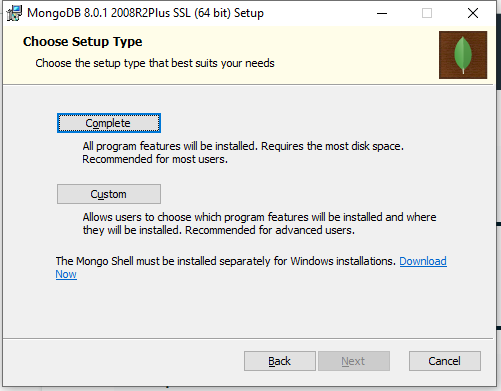 MongoDB 8.0.1 2008R2Plus SSL (64 bit) Setup
Choose Setup Type
Choose the setup type that best suits your needs
Complete
All program features will be installed. Requires the most disk space.
Recommended for most users.
Custom
Allows users to choose which program features will be installed and where
they will be installed. Recommended for advanced users.
The Mongo Shell must be installed separately for Windows installations. Download
Now
Back Next Cancel